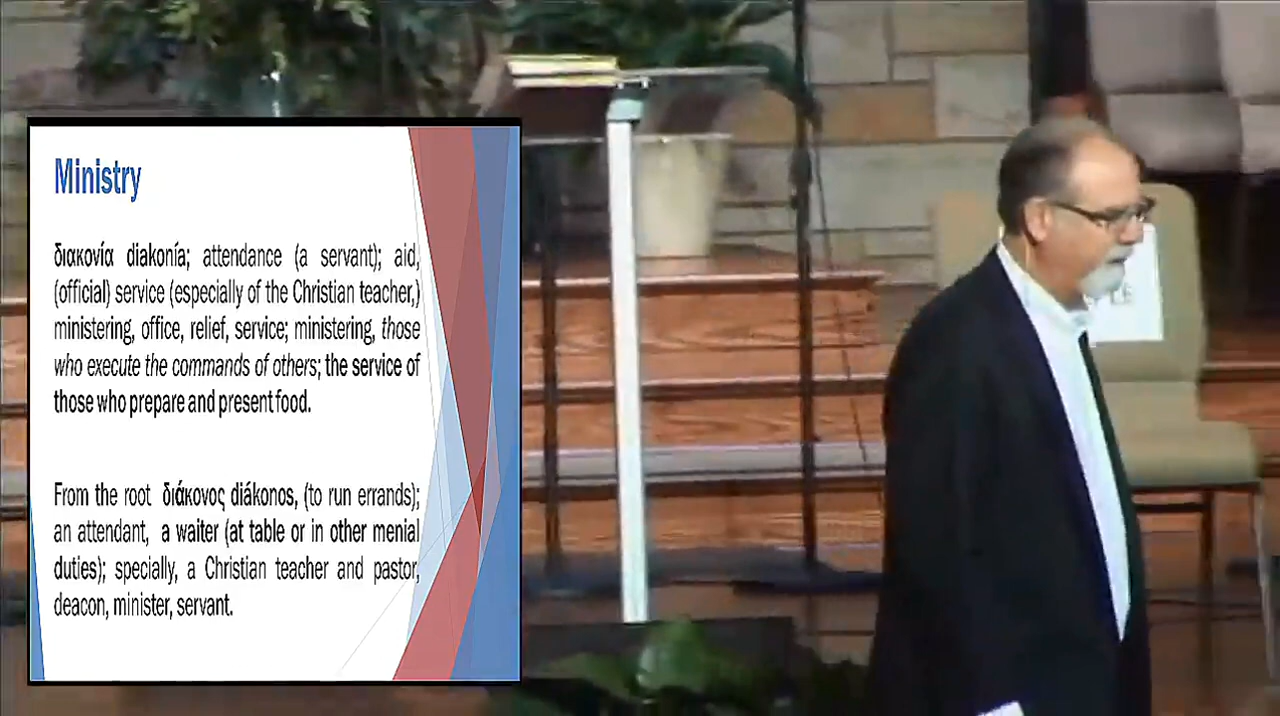 Ministry
διακονία diakonía; attendance (a servant); aid,
(official) service (especially of the Christian teacher,)
ministering, office, relief, service; ministering, those
who execute the commands of others; the service of
those who prepare and present food.
From the root διάκονος diákonos, (to run errands);
an attendant, a waiter (at table or in other menial
duties); specially, a Christian teacher and pastor,
deacon, minister, servant.